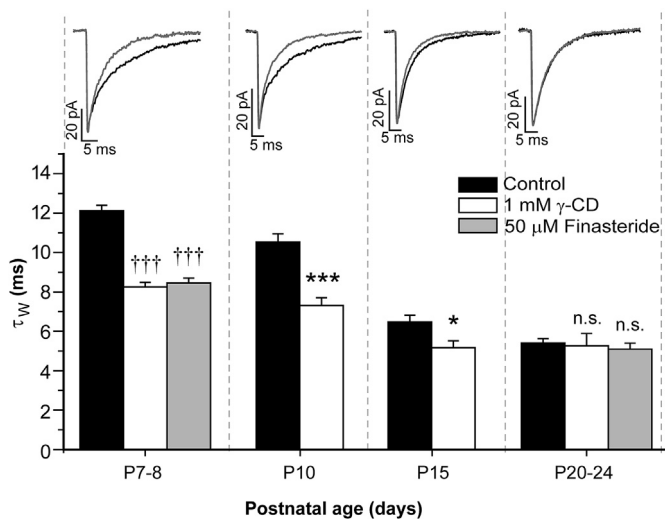 20 pA
5 ms
20 pA
5 ms
20 pA
5 ms
20 pA
5 ms
Control
1 mM γ-CD
50 μM Finasteride
τW (ms)
14
12
10
8
6
4
2
0
††† †††
***
*
n.s. n.s.
P7-8 P10 P15 P20-24
Postnatal age (days)